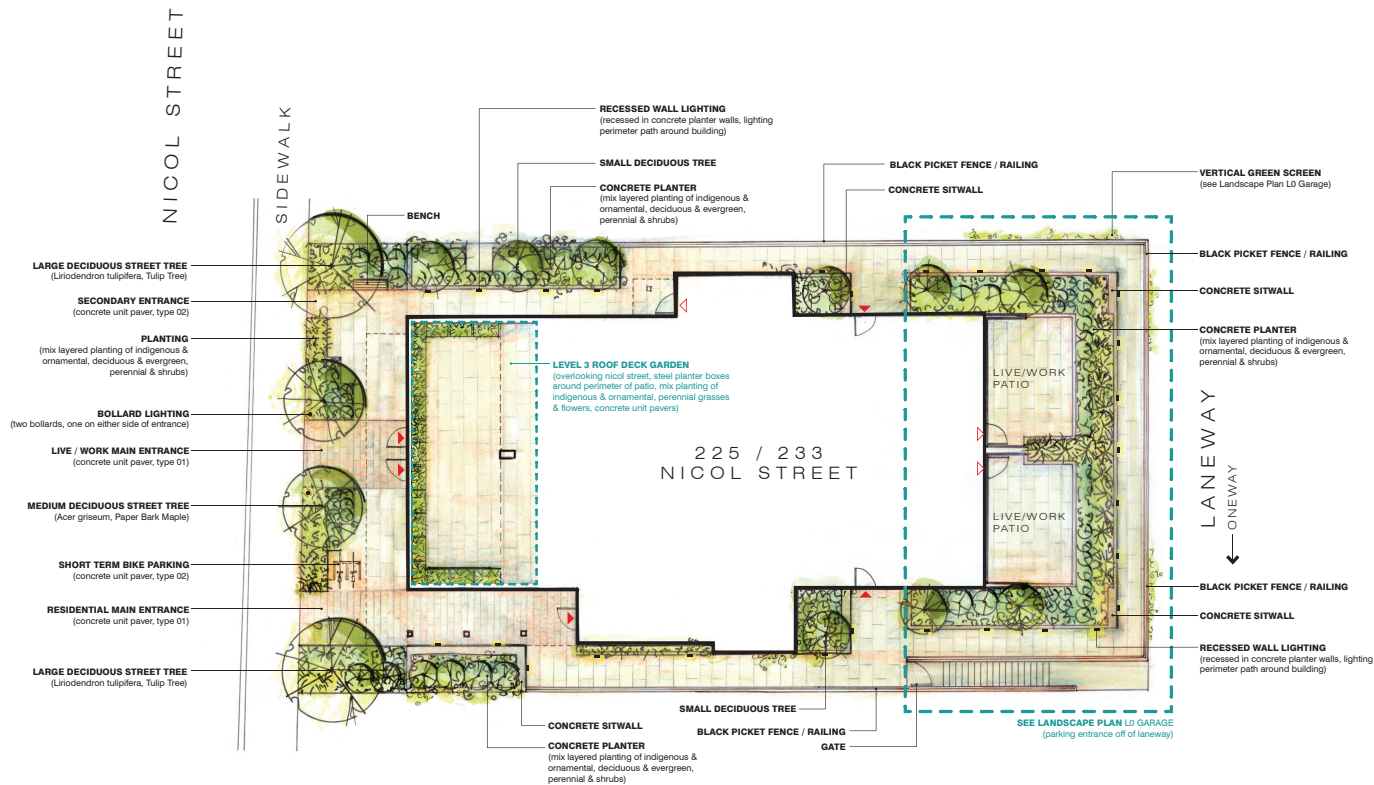 NICOL STREET
SIDEWALK
RECESSED WALL LIGHTING
(recessed in concrete planter walls, lighting
perimeter path around building)
SMALL DECIDUOUS TREE
CONCRETE PLANTER
(mix layered planting of indigenous &
ornamental, deciduous & evergreen,
perennial & shrubs)
BENCH
BLACK PICKET FENCE / RAILING
CONCRETE SITWALL
VERTICAL GREEN SCREEN
(see Landscape Plan L0 Garage)
LARGE DECIDUOUS STREET TREE
(Liriodendron tulipifera, Tulip Tree)
SECONDARY ENTRANCE
(concrete unit paver, type 02)
PLANTING
(mix layered planting of indigenous &
ornamental, deciduous & evergreen,
perennial & shrubs)
BOLLARD LIGHTING
(two bollards, one on either side of entrance)
LIVE / WORK MAIN ENTRANCE
(concrete unit paver, type 01)
MEDIUM DECIDUOUS STREET TREE
(Acer griseum, Paper Bark Maple)
SHORT TERM BIKE PARKING
(concrete unit paver, type 02)
RESIDENTIAL MAIN ENTRANCE
(concrete unit paver, type 01)
LARGE DECIDUOUS STREET TREE
(Liriodendron tulipifera, Tulip Tree)
LEVEL 3 ROOF DECK GARDEN
(overlooking nicol street, steel planter boxes
around perimeter of patio, mix planting of
indigenous & ornamental, perennial grasses
& flowers, concrete unit pavers)
225 / 233
NICOL STREET
LIVE/WORK
PATIO
LIVE/WORK
PATIO
BLACK PICKET FENCE / RAILING
CONCRETE SITWALL
CONCRETE PLANTER
(mix layered planting of indigenous &
ornamental, deciduous & evergreen,
perennial & shrubs)
LANEWAY
ONEWAY
BLACK PICKET FENCE / RAILING
CONCRETE SITWALL
RECESSED WALL LIGHTING
(recessed in concrete planter walls, lighting
perimeter path around building)
SMALL DECIDUOUS TREE
CONCRETE SITWALL
BLACK PICKET FENCE / RAILING
GATE
CONCRETE PLANTER
(mix layered planting of indigenous &
ornamental, deciduous & evergreen,
perennial & shrubs)
SEE LANDSCAPE PLAN L0 GARAGE
(parking entrance off of laneway)